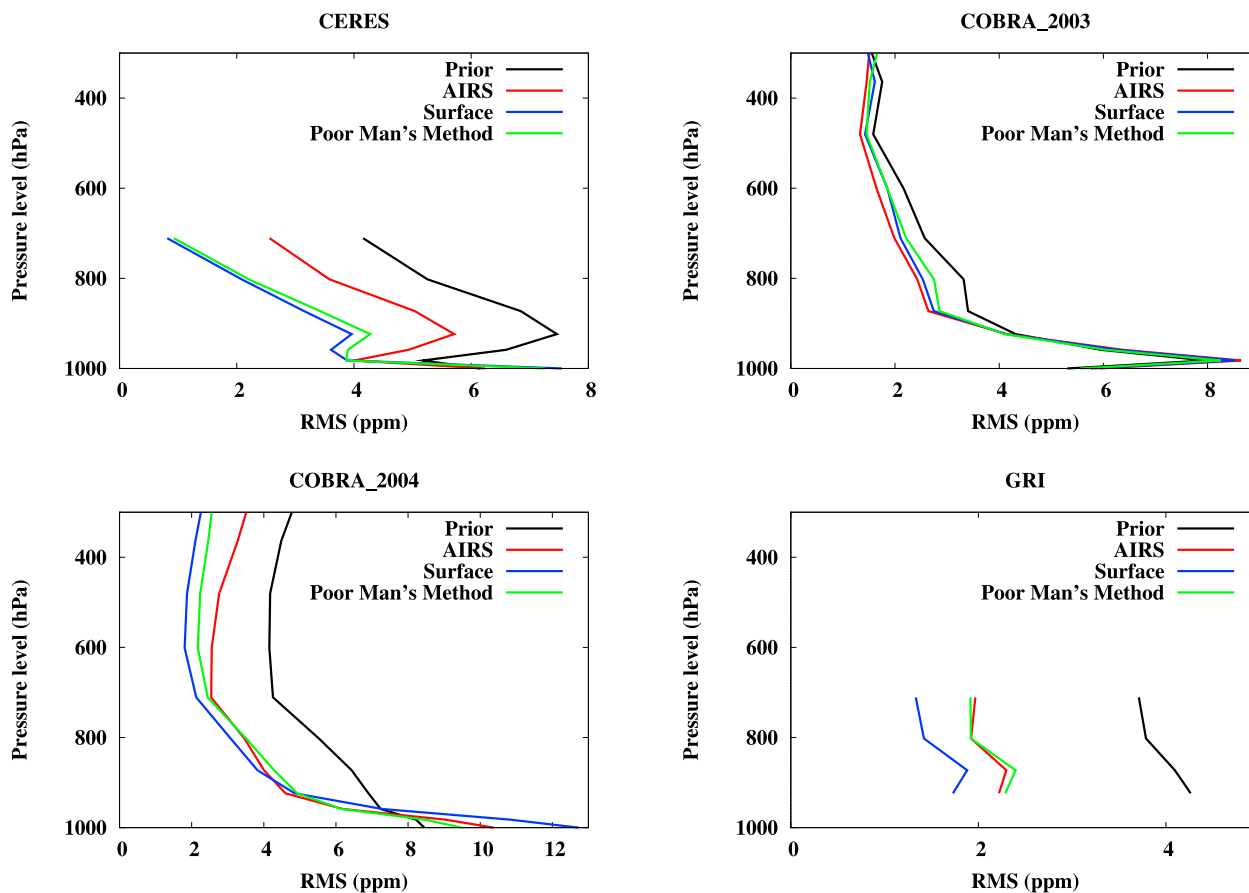 CERES
Prior
AIRS
Surface
Poor Man's Method
400
600
800
1000
0 2 4 6 8
Pressure level (hPa)
RMS (ppm)
COBRA_2003
Prior
AIRS
Surface
Poor Man's Method
400
600
800
1000
0 2 4 6 8
Pressure level (hPa)
RMS (ppm)
COBRA_2004
Prior
AIRS
Surface
Poor Man's Method
400
600
800
1000
0 2 4 6 8 10 12
Pressure level (hPa)
RMS (ppm)
GRI
Prior
AIRS
Surface
Poor Man's Method
400
600
800
1000
0 2 4
Pressure level (hPa)
RMS (ppm)